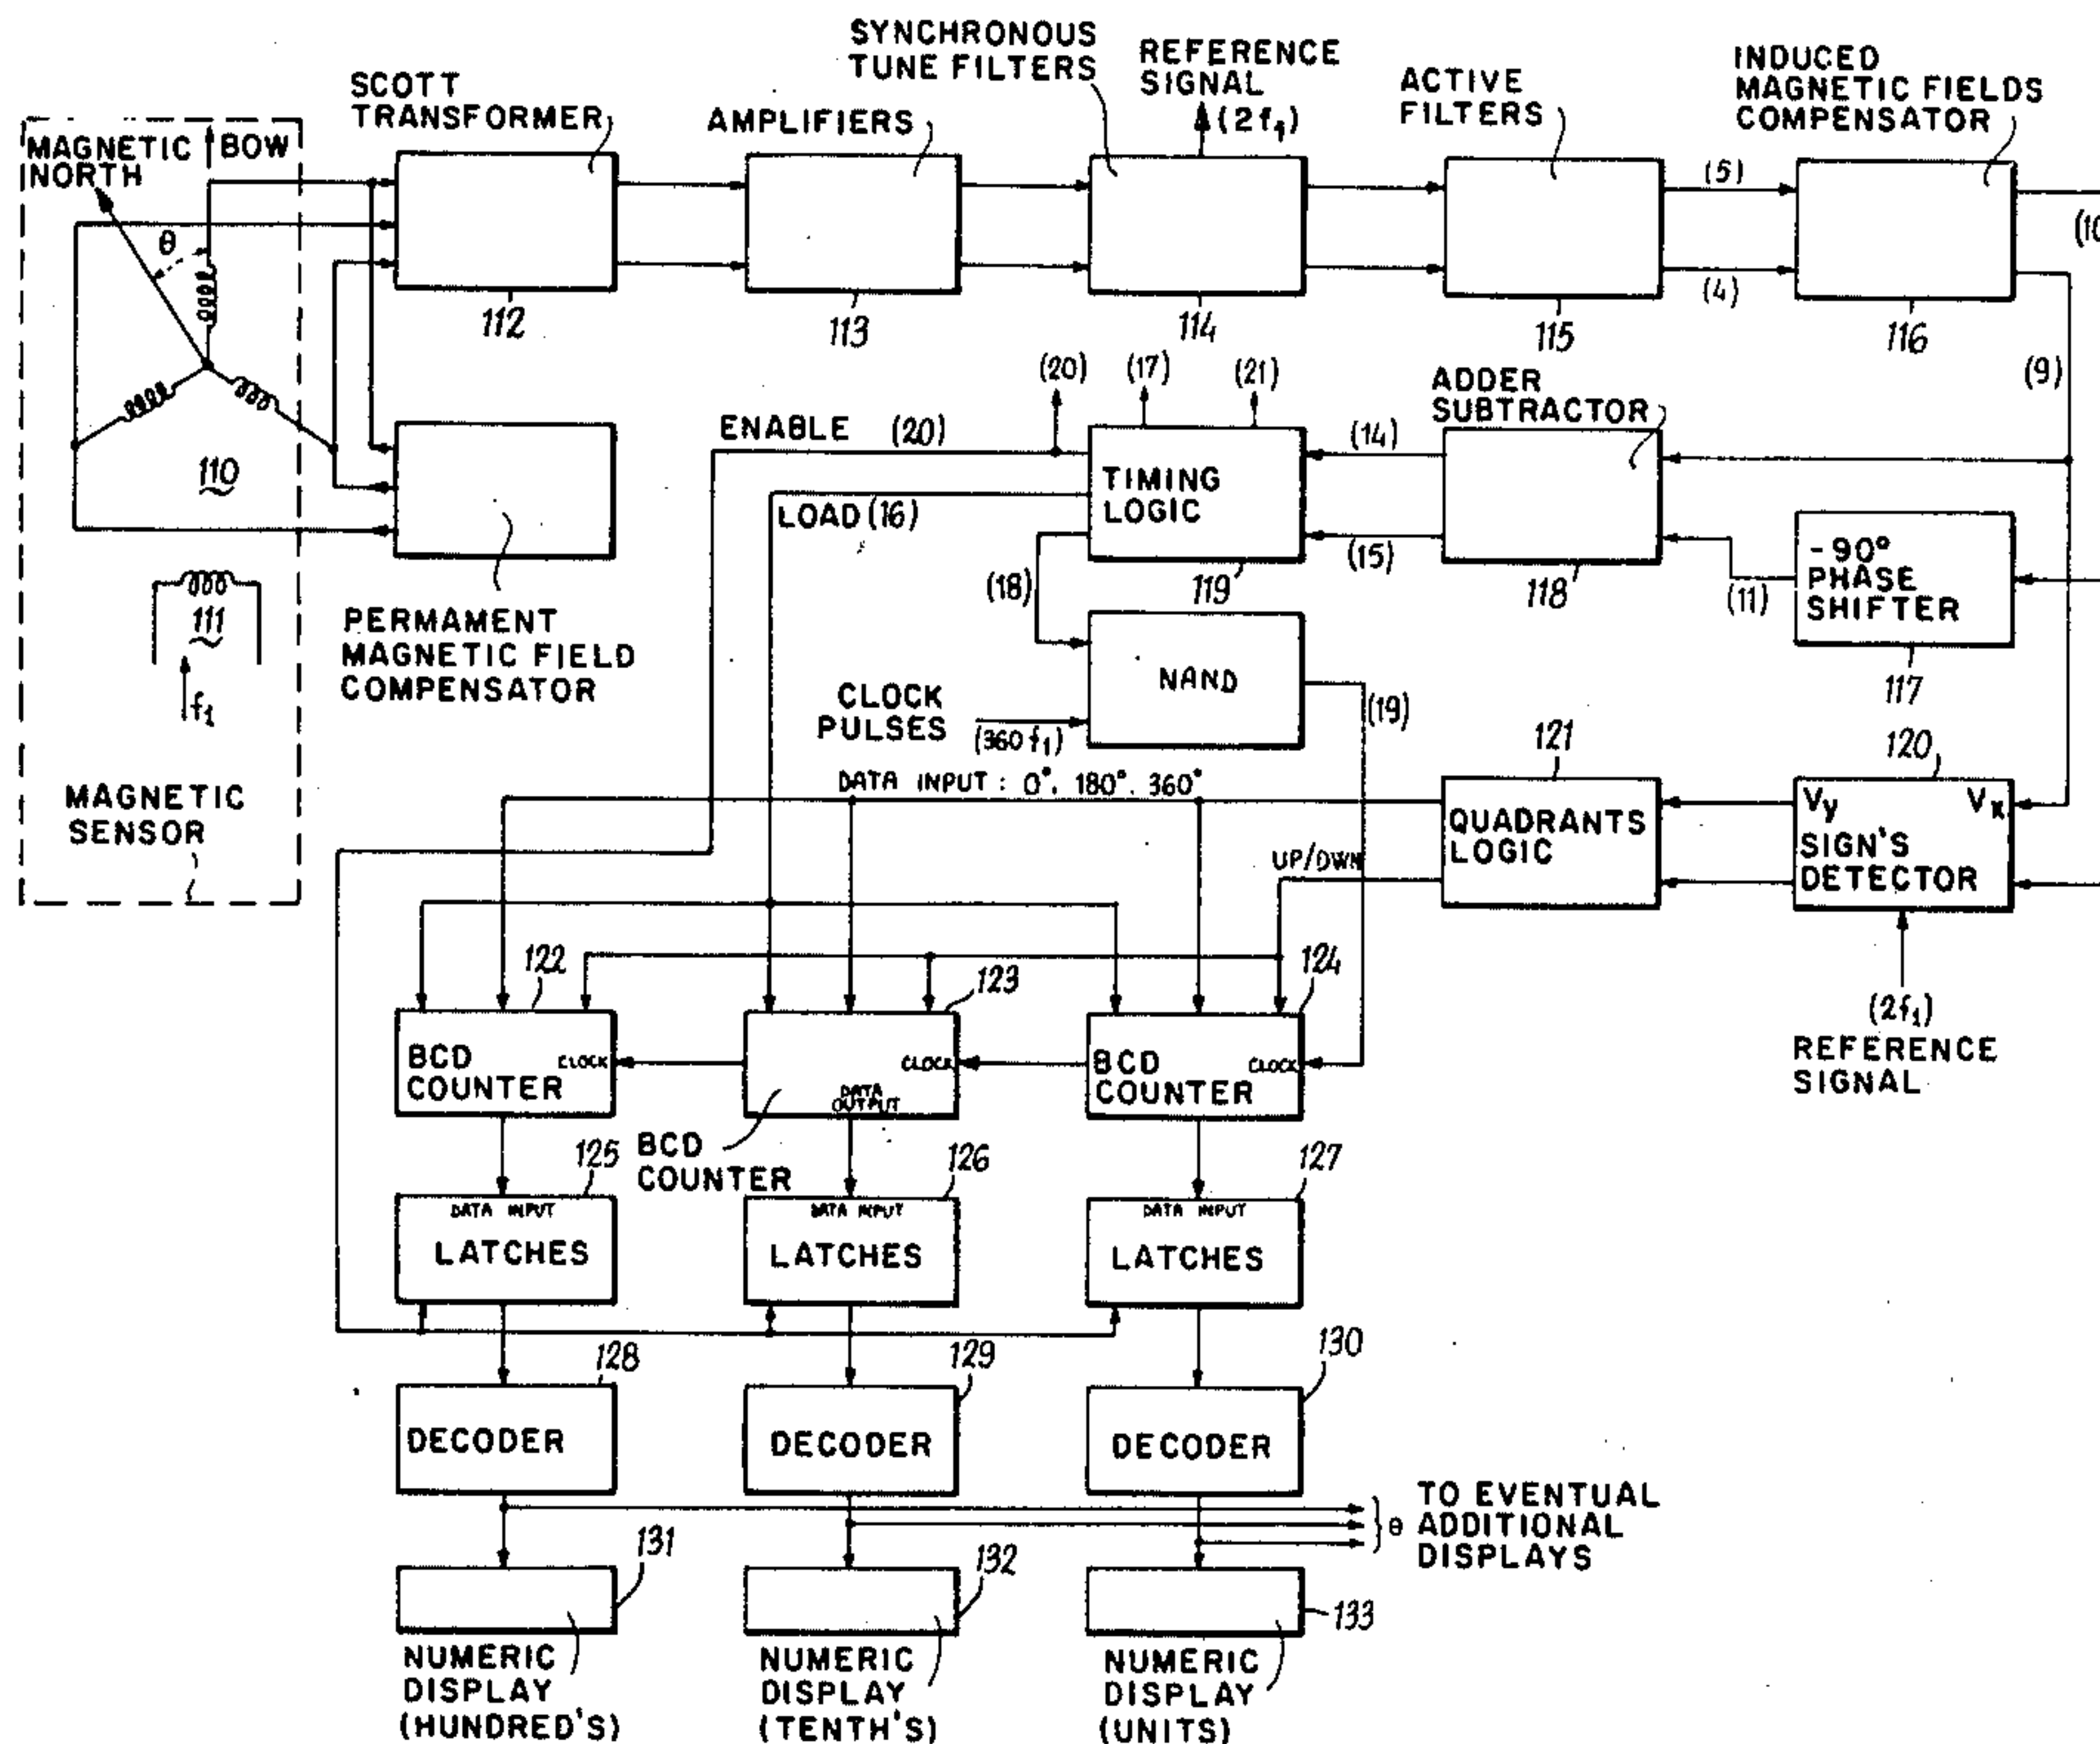 SYNCHRONOUS
TUNE FILTERS
REFERENCE
SIGNAL
(2f1)
ACTIVE
FILTERS
INDUCED
MAGNETIC FIELDS
COMPENSATOR
SCOTT
TRANSFORMER
AMPLIFIERS
MAGNETIC
NORTH
BOW
θ
112
113
114
115
116
(5)
(4)
(9)
110
111
f1
MAGNETIC
SENSOR
PERMAMENT
MAGNETIC FIELD
COMPENSATOR
ENABLE (20)
(20)
(17)
(21)
LOAD (16)
TIMING
LOGIC
119
(14)
(15)
ADDER
SUBTRACTOR
118
(11)
-90°
PHASE
SHIFTER
117
(18)
NAND
(19)
CLOCK
PULSES
(360 f1)
DATA INPUT : 0°. 180°. 360°
UP/DWN
121
QUADRANTS
LOGIC
120
Vy
Vx
SIGN'S
DETECTOR
(2f1)
REFERENCE
SIGNAL
122
BCD
COUNTER
CLOCK
123
CLOCK
DATA
OUTPUT
BCD
COUNTER
124
BCD
COUNTER
CLOCK
125
DATA INPUT
LATCHES
126
DATA INPUT
LATCHES
127
DATA INPUT
LATCHES
128
DECODER
129
DECODER
130
DECODER
θ
TO EVENTUAL
ADDITIONAL
DISPLAYS
131
132
133
NUMERIC
DISPLAY
(HUNDRED'S)
NUMERIC
DISPLAY
(TENTH'S)
NUMERIC
DISPLAY
(UNITS)